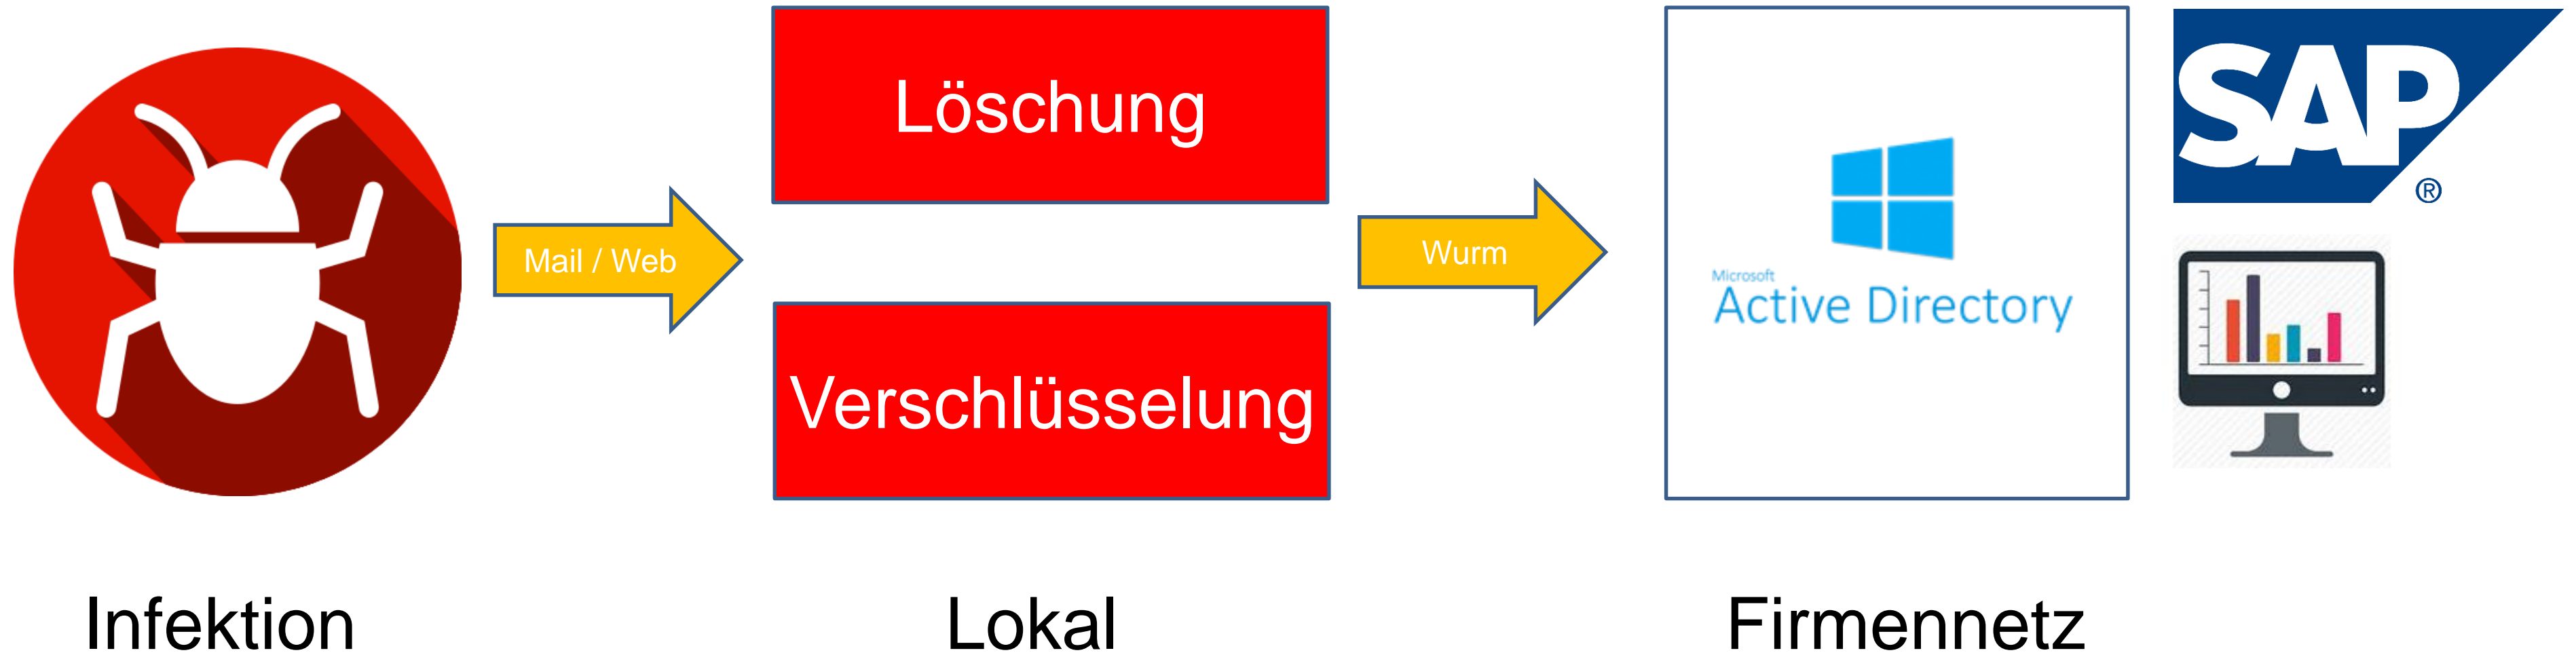 Löschung
Mail / Web
Verschlüsselung
Wurm
Microsoft
Active Directory
SAP
®
Infektion
Lokal
Firmennetz